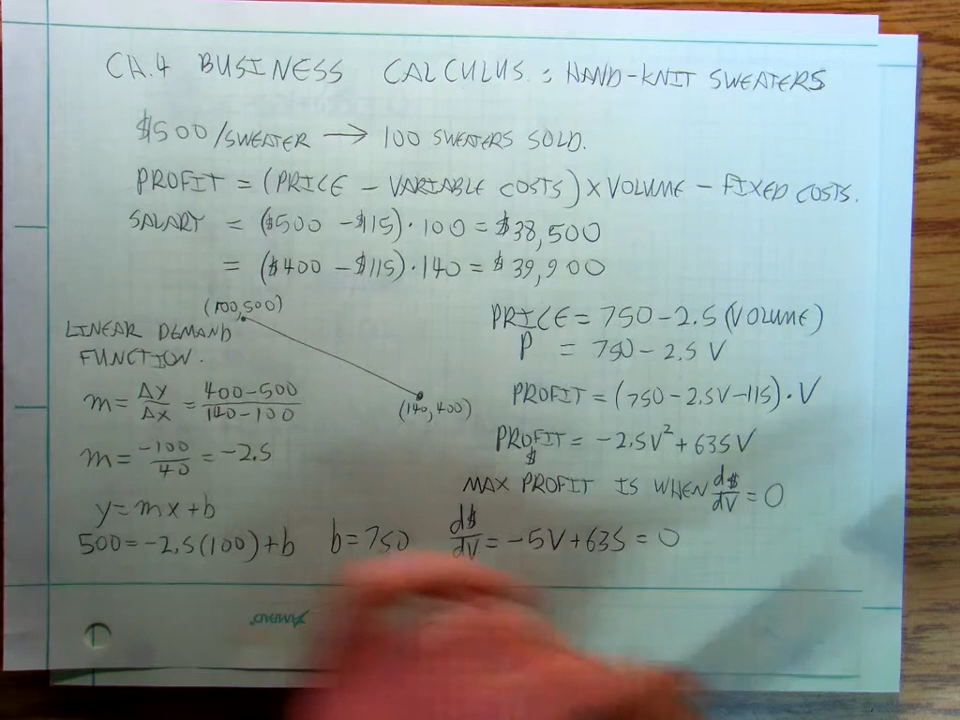 CH.4 BUSINESS CALCULUS : HAND-KNIT SWEATERS
$500/SWEATER → 100 SWEATERS SOLD.
PROFIT = (PRICE - VARIABLE COSTS) × VOLUME - FIXED COSTS.
SALARY = ($500 - $115)·100 = $38,500
= ($400 - $115)·140 = $39,900
(100,500)
LINEAR DEMAND
FUNCTION.
(140,400)
m = ΔY/ΔX = (400-500)/(140-100)
m = -100/40 = -2.5
y = mx + b
500 = -2.5(100) + b b = 750
PRICE = 750 - 2.5 (VOLUME)
P = 750 - 2.5 V
PROFIT = (750 - 2.5V - 115)·V
PROFIT = -2.5V² + 635V
$
MAX PROFIT IS WHEN d$/dV = 0
d$/dV = -5V + 635 = 0
AMPAD